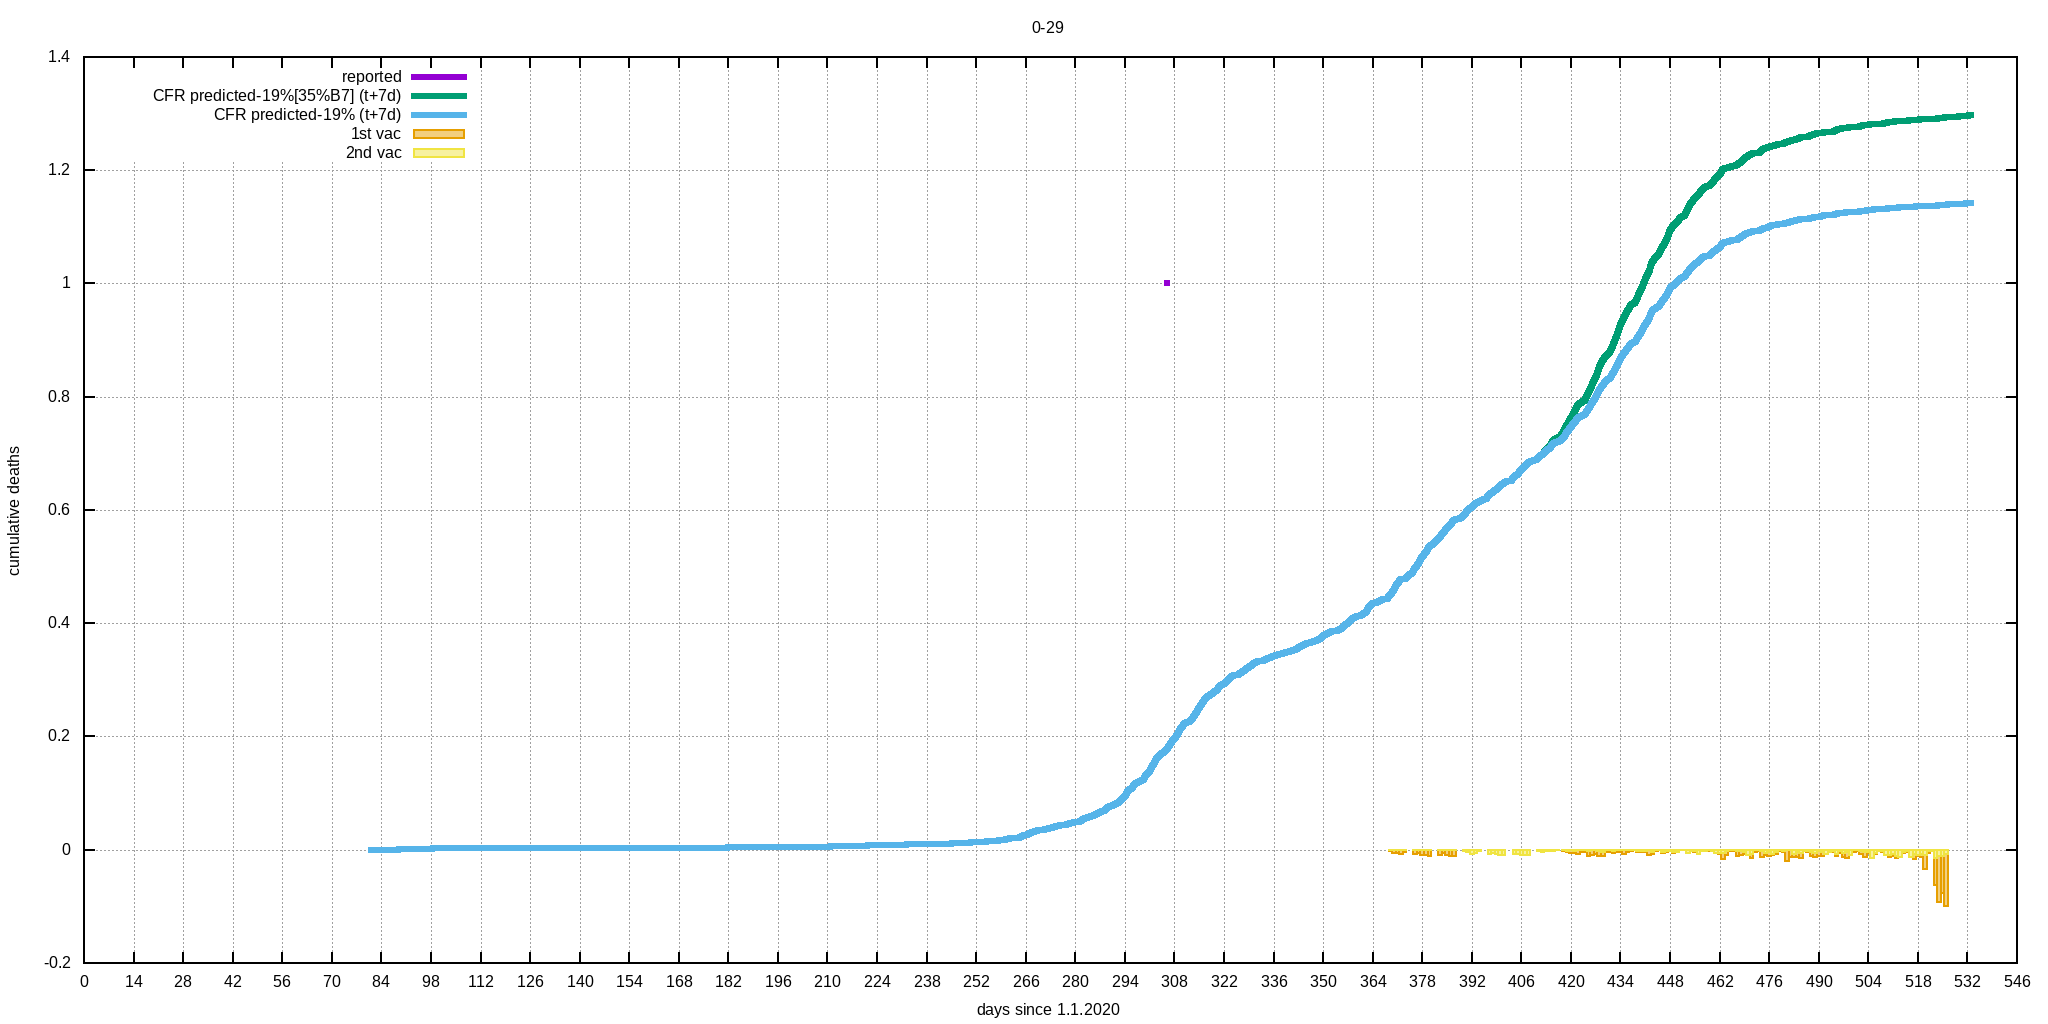 0-29
1.4
1.2
1
0.8
0.6
0.4
0.2
0
-0.2
cumulative deaths
reported
CFR predicted-19%[35%B7] (t+7d)
CFR predicted-19% (t+7d)
1st vac
2nd vac
0 14 28 42 56 70 84 98 112 126 140 154 168 182 196 210 224 238 252 266 280 294 308 322 336 350 364 378 392 406 420 434 448 462 476 490 504 518 532 546
days since 1.1.2020